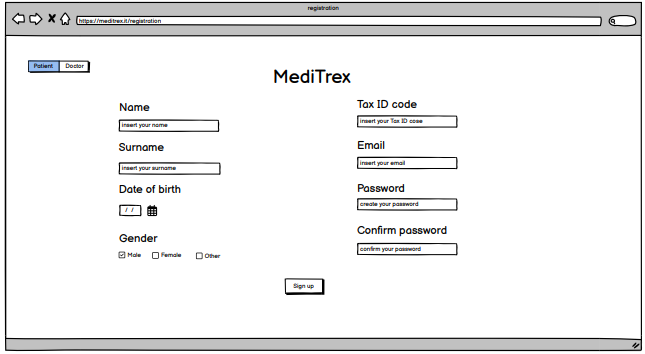 registration
https://meditrex.it/registration
Patient Doctor
MediTrex
Name
insert your name
Surname
insert your surname
Date of birth
/ /
Gender
Male Female Other
Tax ID code
insert your Tax ID cose
Email
insert your email
Password
create your password
Confirm password
confirm your password
Sign up